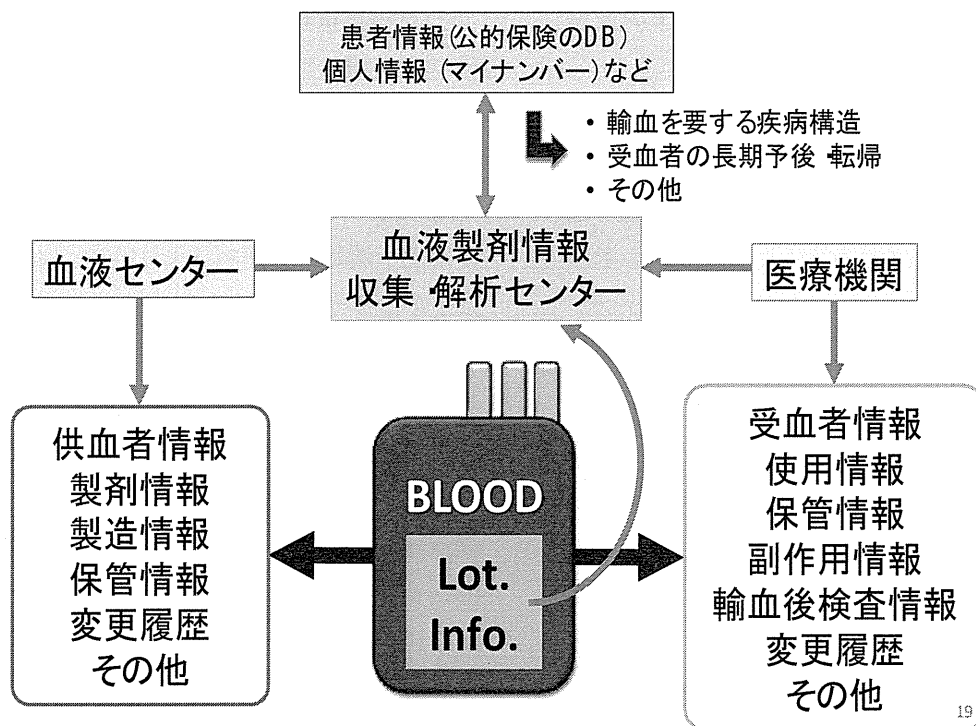 患者情報(公的保険のDB)
個人情報(マイナンバー)など
・輸血を要する疾病構造
・受血者の長期予後・転帰
・その他
血液センター
血液製剤情報
収集・解析センター
医療機関
供血者情報
製剤情報
製造情報
保管情報
変更履歴
その他
BLOOD
Lot.
Info.
受血者情報
使用情報
保管情報
副作用情報
輸血後検査情報
変更履歴
その他
19